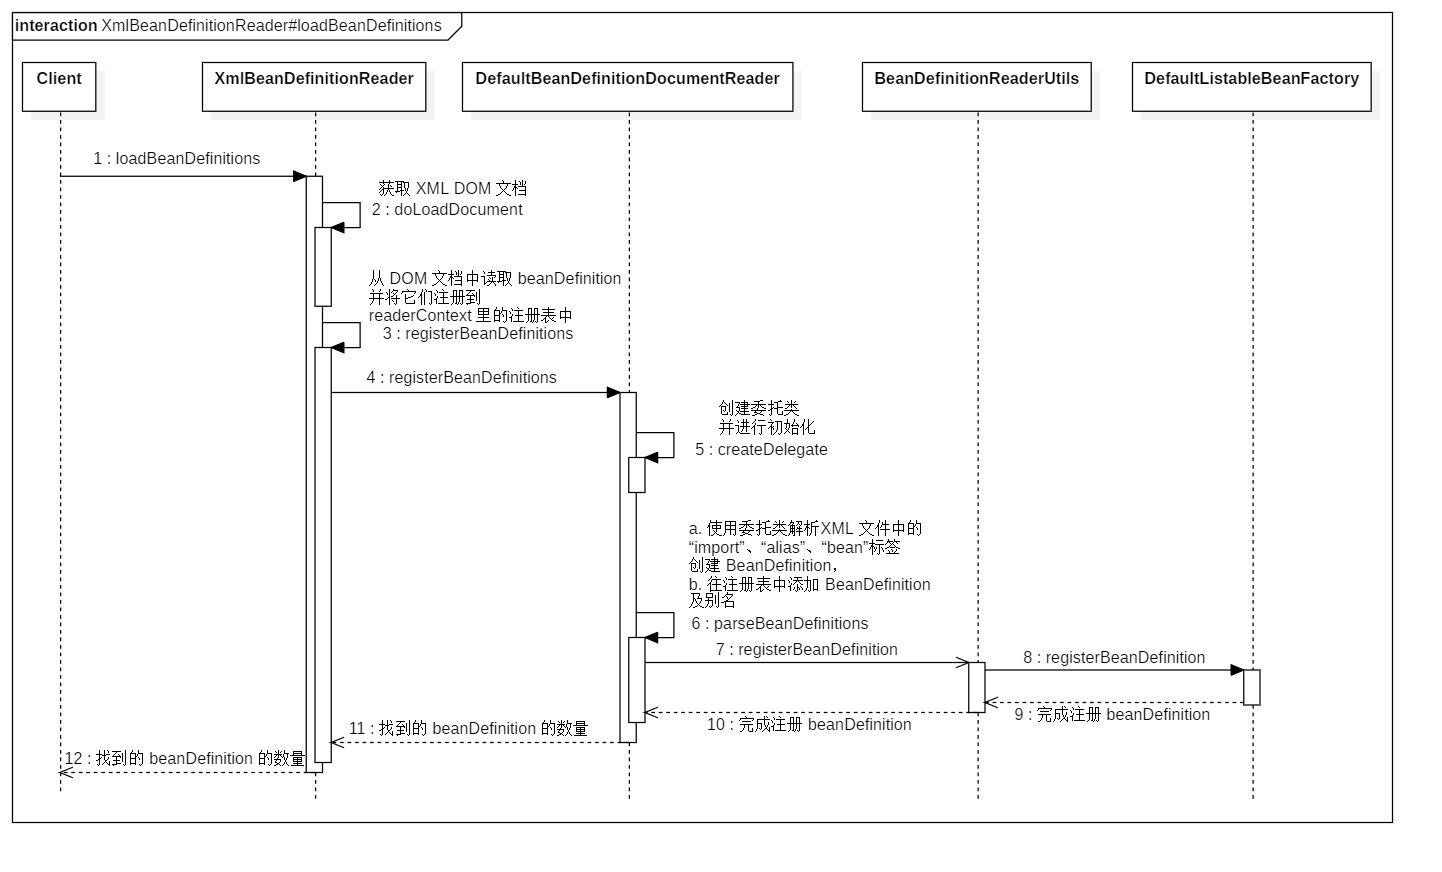 interaction XmlBeanDefinitionReader#loadBeanDefinitions
Client
XmlBeanDefinitionReader
DefaultBeanDefinitionDocumentReader
BeanDefinitionReaderUtils
DefaultListableBeanFactory
1 : loadBeanDefinitions
获取 XML DOM 文档
2 : doLoadDocument
从 DOM 文档中读取 beanDefinition
并将它们注册到
readerContext 里的注册表中
3 : registerBeanDefinitions
4 : registerBeanDefinitions
创建委托类
并进行初始化
5 : createDelegate
a. 使用委托类解析XML 文件中的
“import”、“alias”、“bean”标签
创建 BeanDefinition，
b. 往注册表中添加 BeanDefinition
及别名
6 : parseBeanDefinitions
7 : registerBeanDefinition
8 : registerBeanDefinition
9 : 完成注册 beanDefinition
10 : 完成注册 beanDefinition
11 : 找到的 beanDefinition 的数量
12 : 找到的 beanDefinition 的数量